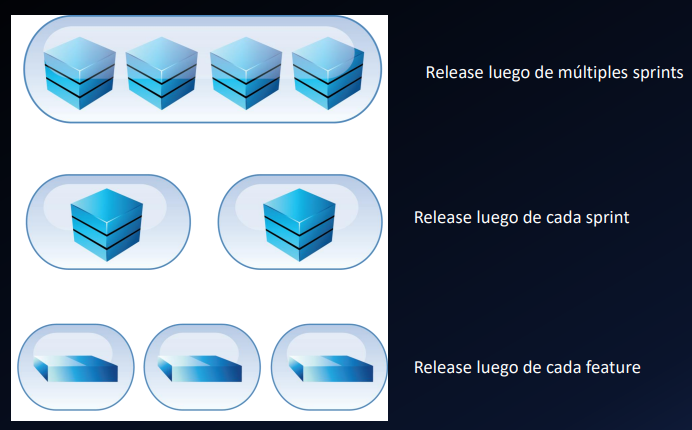 Release luego de múltiples sprints
Release luego de cada sprint
Release luego de cada feature